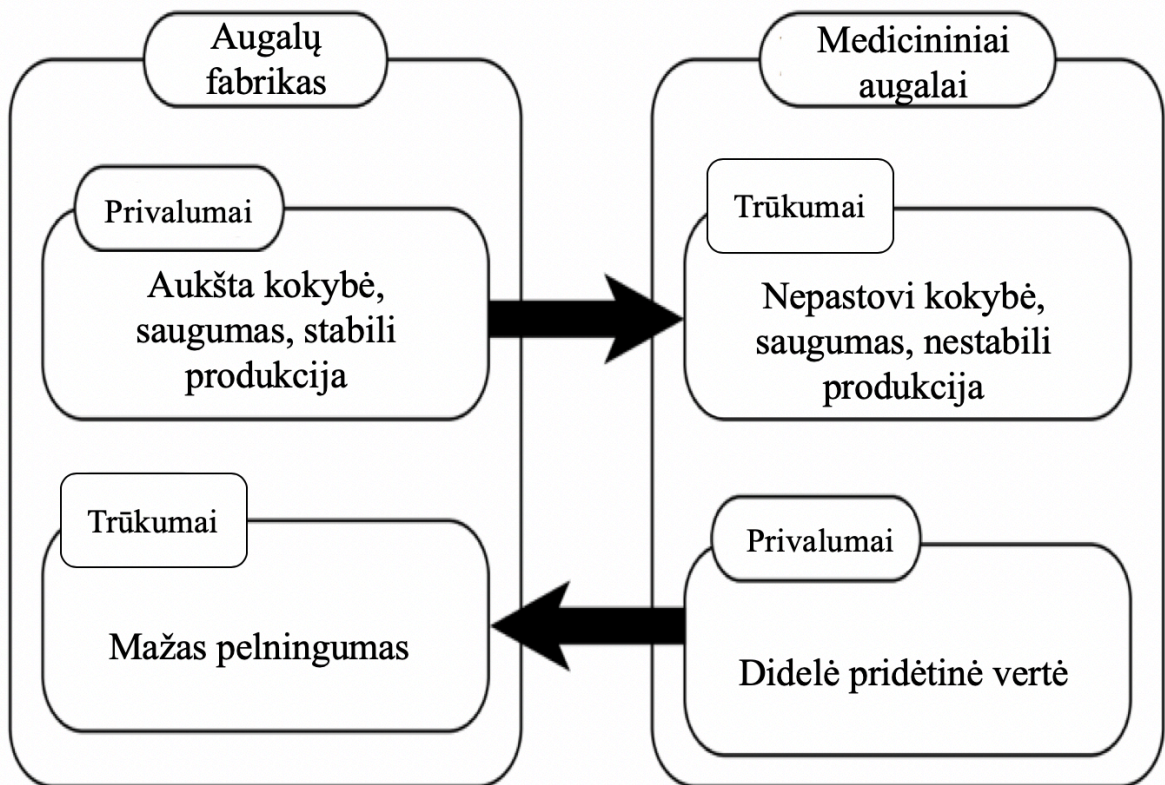 Augalų
fabrikas
Privalumai
Aukšta kokybė,
saugumas, stabili
produkcija
Trūkumai
Mažas pelningumas
Medicininiai
augalai
Trūkumai
Nepastovi kokybė,
saugumas, nestabili
produkcija
Privalumai
Didelė pridėtinė vertė